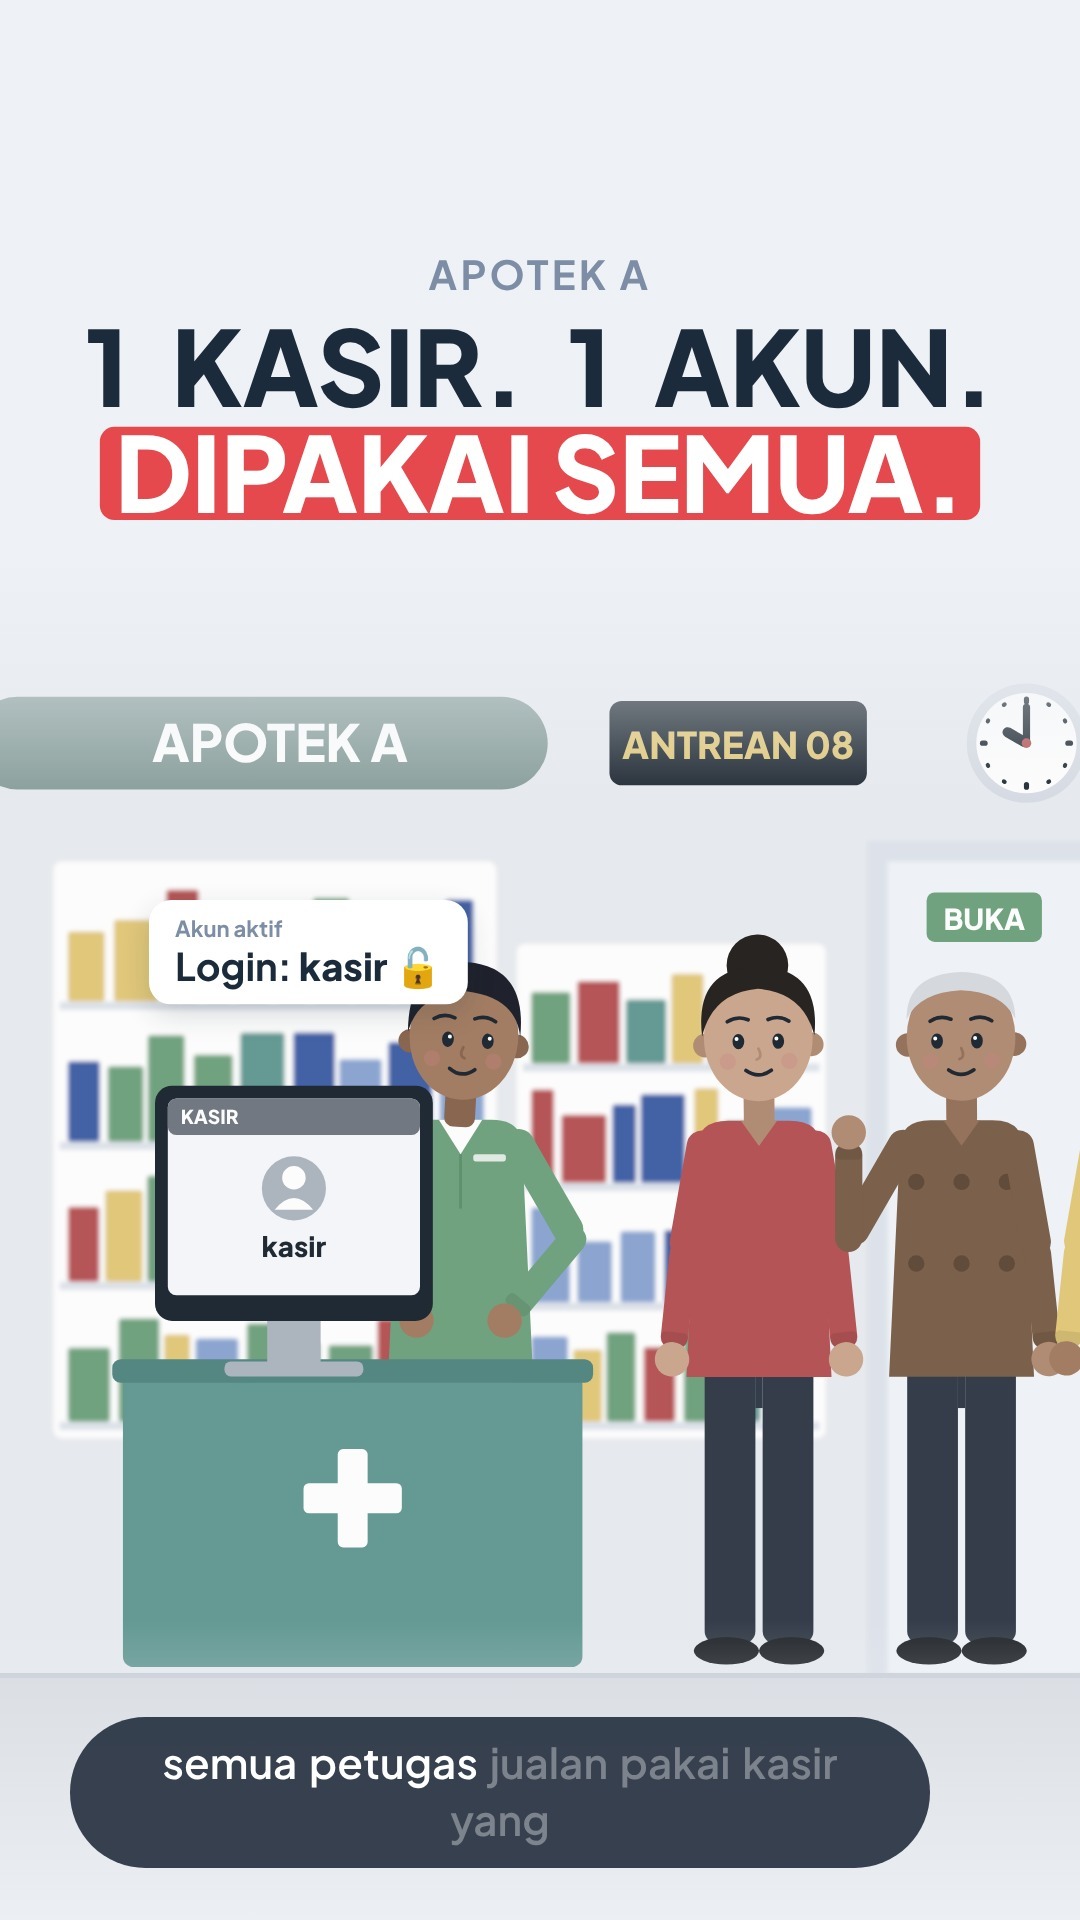 APOTEK A
1 KASIR. 1 AKUN.
DIPAKAI SEMUA.
APOTEK A
ANTREAN 08
BUKA
Akun aktif
Login: kasir 🔓
KASIR
kasir
semua petugas jualan pakai kasir
yang